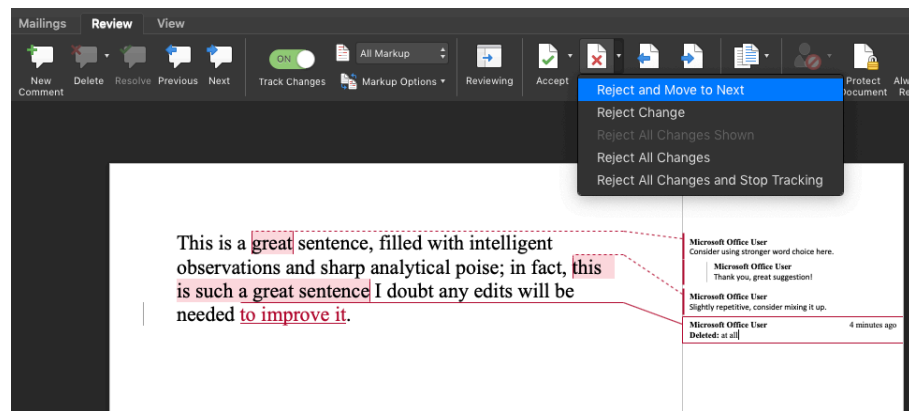 Mailings Review View
ON
All Markup
New Comment
Delete
Resolve
Previous
Next
Track Changes
Markup Options
Reviewing
Accept
Protect Document
Reject and Move to Next
Reject Change
Reject All Changes Shown
Reject All Changes
Reject All Changes and Stop Tracking
This is a great sentence, filled with intelligent
observations and sharp analytical poise; in fact, this
is such a great sentence I doubt any edits will be
needed to improve it.
Microsoft Office User
Consider using stronger word choice here.
Microsoft Office User
Thank you, great suggestion!
Microsoft Office User
Slightly repetitive, consider mixing it up.
Microsoft Office User 4 minutes ago
Deleted: at all